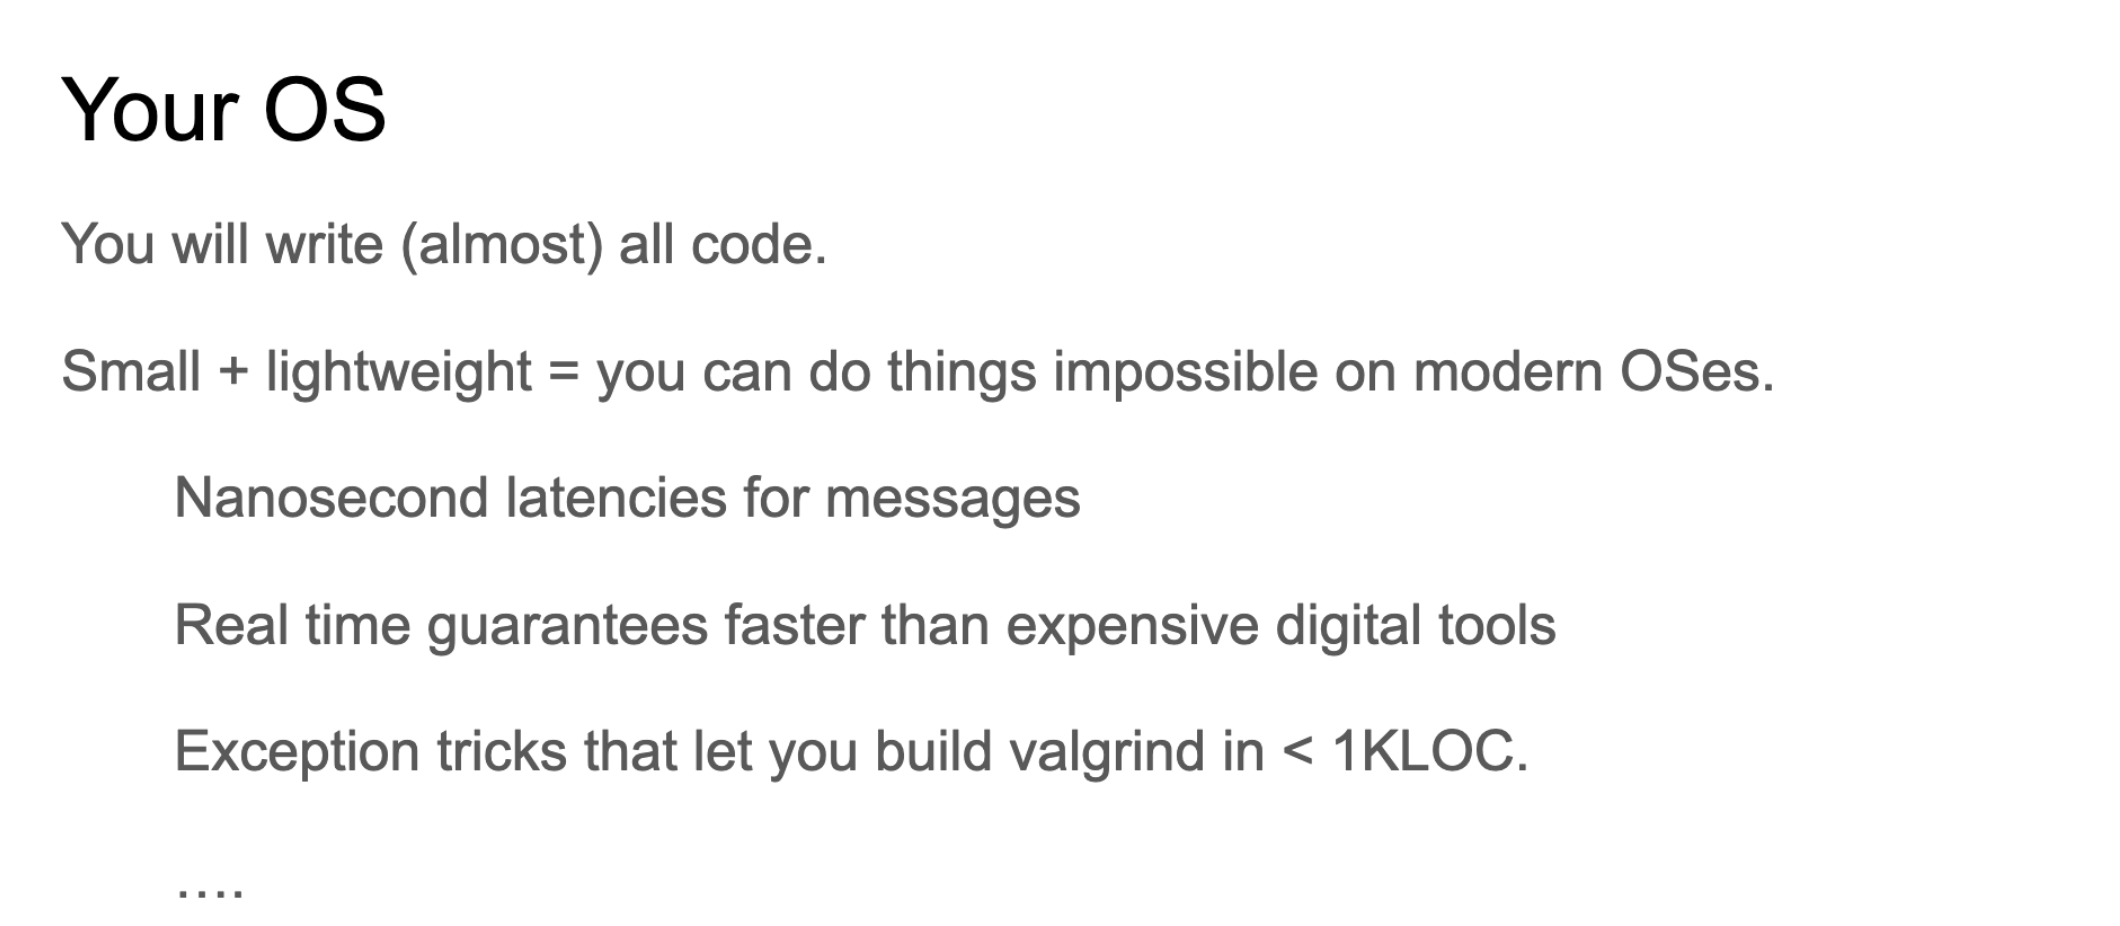 Your OS
You will write (almost) all code.
Small + lightweight = you can do things impossible on modern OSes.
Nanosecond latencies for messages
Real time guarantees faster than expensive digital tools
Exception tricks that let you build valgrind in < 1KLOC.
....